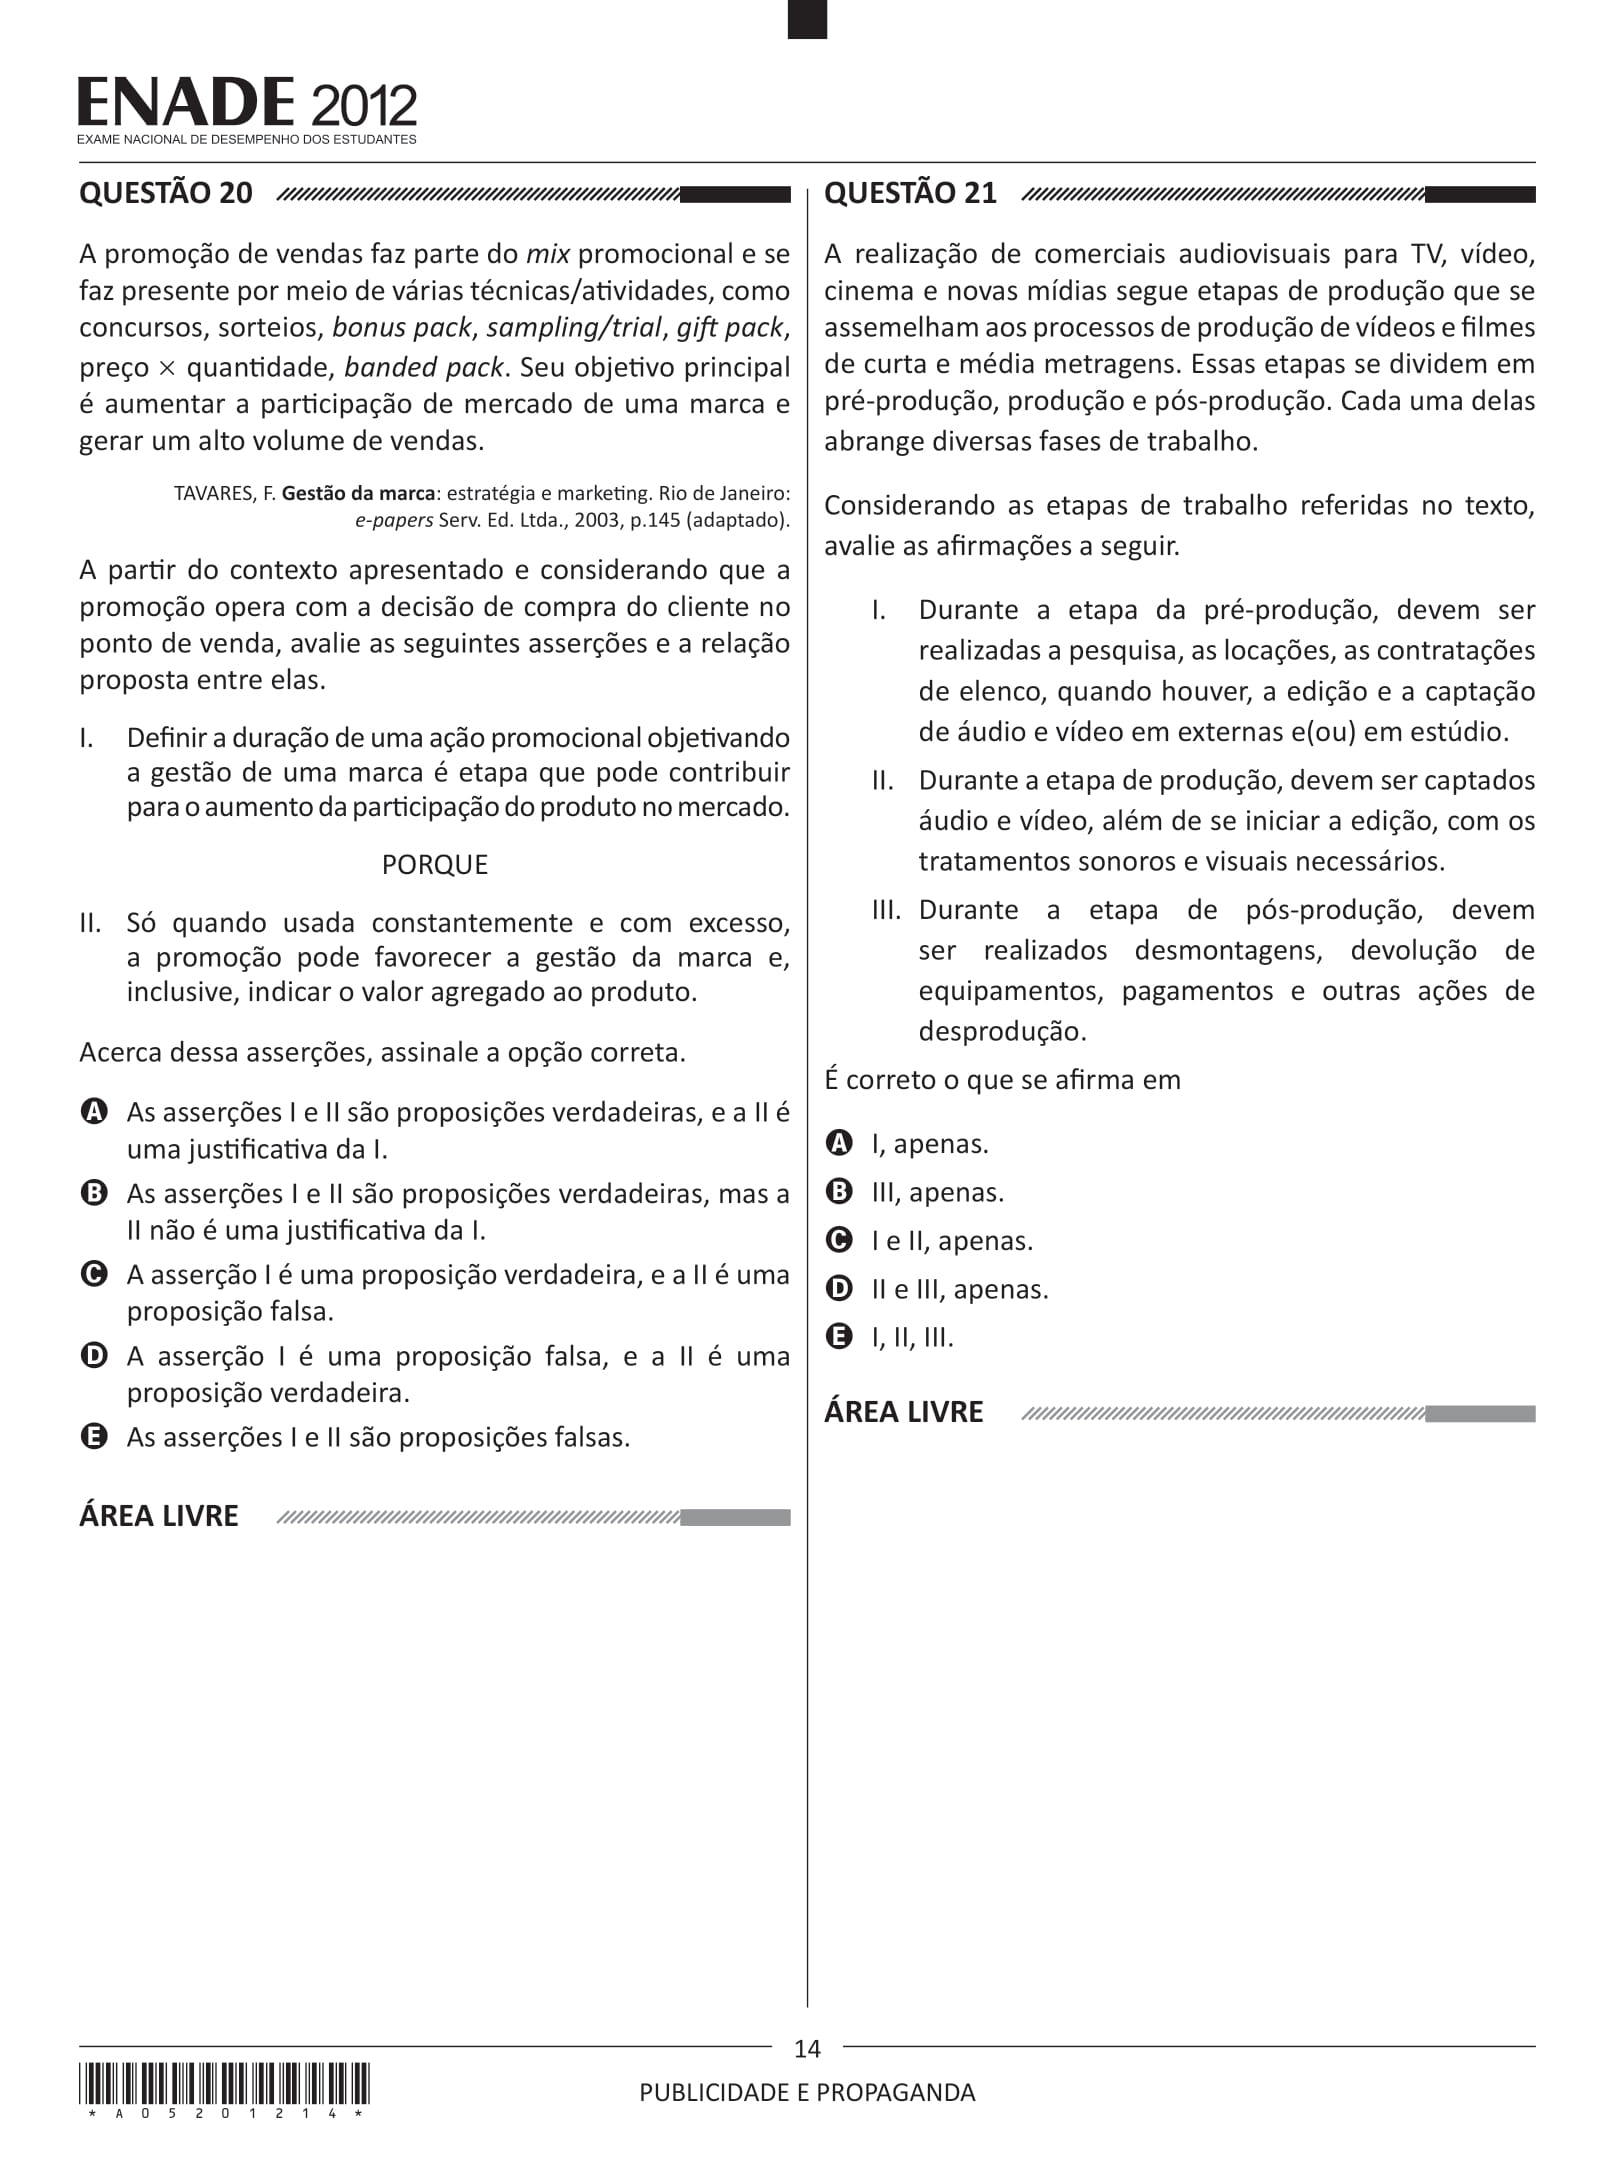 ENADE 2012
EXAME NACIONAL DE DESEMPENHO DOS ESTUDANTES
QUESTÃO 20
A promoção de vendas faz parte do mix promocional e se
faz presente por meio de várias técnicas/atividades, como
concursos, sorteios, bonus pack, sampling/trial, gift pack,
preço × quantidade, banded pack. Seu objetivo principal
é aumentar a participação de mercado de uma marca e
gerar um alto volume de vendas.
TAVARES, F. Gestão da marca: estratégia e marketing. Rio de Janeiro:
e-papers Serv. Ed. Ltda., 2003, p.145 (adaptado).
A partir do contexto apresentado e considerando que a
promoção opera com a decisão de compra do cliente no
ponto de venda, avalie as seguintes asserções e a relação
proposta entre elas.
I. Definir a duração de uma ação promocional objetivando
a gestão de uma marca é etapa que pode contribuir
para o aumento da participação do produto no mercado.
PORQUE
II. Só quando usada constantemente e com excesso,
a promoção pode favorecer a gestão da marca e,
inclusive, indicar o valor agregado ao produto.
Acerca dessa asserções, assinale a opção correta.
A As asserções I e II são proposições verdadeiras, e a II é
uma justificativa da I.
B As asserções I e II são proposições verdadeiras, mas a
II não é uma justificativa da I.
C A asserção I é uma proposição verdadeira, e a II é uma
proposição falsa.
D A asserção I é uma proposição falsa, e a II é uma
proposição verdadeira.
E As asserções I e II são proposições falsas.
ÁREA LIVRE
QUESTÃO 21
A realização de comerciais audiovisuais para TV, vídeo,
cinema e novas mídias segue etapas de produção que se
assemelham aos processos de produção de vídeos e filmes
de curta e média metragens. Essas etapas se dividem em
pré-produção, produção e pós-produção. Cada uma delas
abrange diversas fases de trabalho.
Considerando as etapas de trabalho referidas no texto,
avalie as afirmações a seguir.
I. Durante a etapa da pré-produção, devem ser
realizadas a pesquisa, as locações, as contratações
de elenco, quando houver, a edição e a captação
de áudio e vídeo em externas e(ou) em estúdio.
II. Durante a etapa de produção, devem ser captados
áudio e vídeo, além de se iniciar a edição, com os
tratamentos sonoros e visuais necessários.
III. Durante a etapa de pós-produção, devem
ser realizados desmontagens, devolução de
equipamentos, pagamentos e outras ações de
desprodução.
É correto o que se afirma em
A I, apenas.
B III, apenas.
C I e II, apenas.
D II e III, apenas.
E I, II, III.
ÁREA LIVRE
14
PUBLICIDADE E PROPAGANDA
* A 0 5 2 0 1 2 1 4 *